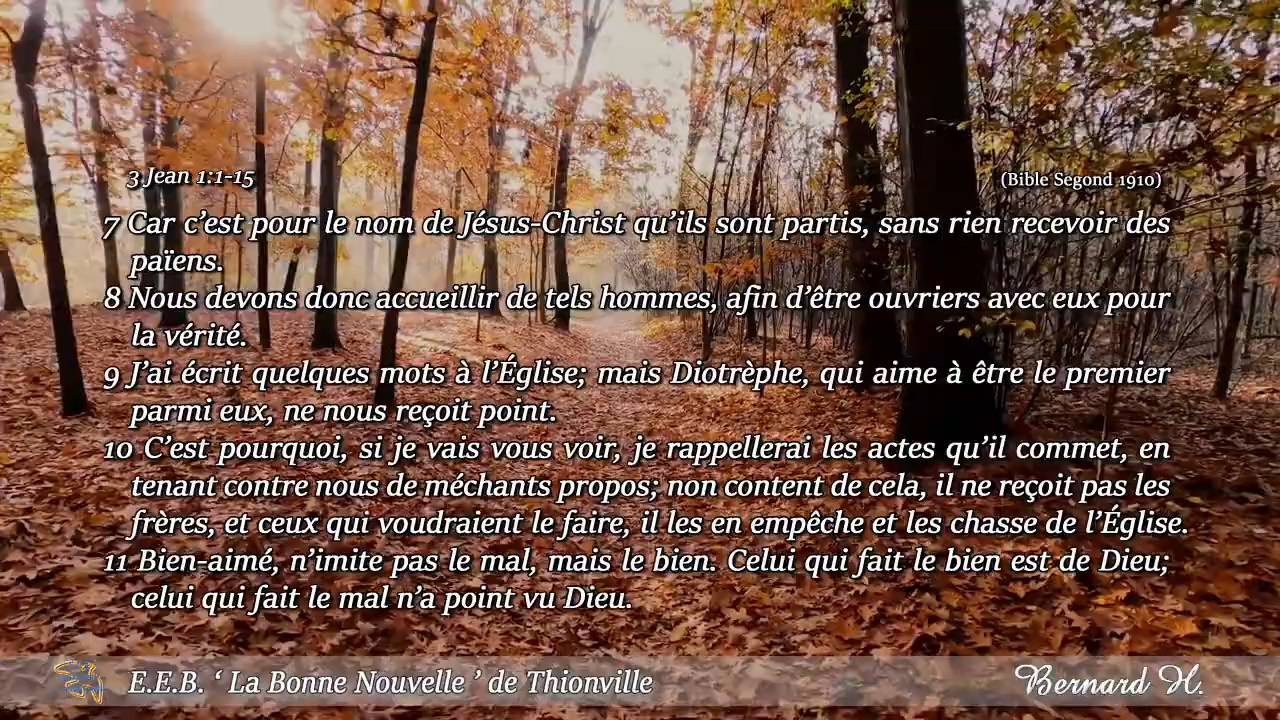 3 Jean 1:1-15
(Bible Segond 1910)
7 Car c’est pour le nom de Jésus-Christ qu’ils sont partis, sans rien recevoir des
païens.
8 Nous devons donc accueillir de tels hommes, afin d’être ouvriers avec eux pour
la vérité.
9 J’ai écrit quelques mots à l’Église; mais Diotrèphe, qui aime à être le premier
parmi eux, ne nous reçoit point.
10 C’est pourquoi, si je vais vous voir, je rappellerai les actes qu’il commet, en
tenant contre nous de méchants propos; non content de cela, il ne reçoit pas les
frères, et ceux qui voudraient le faire, il les en empêche et les chasse de l’Église.
11 Bien-aimé, n’imite pas le mal, mais le bien. Celui qui fait le bien est de Dieu;
celui qui fait le mal n’a point vu Dieu.
E.E.B. ‘ La Bonne Nouvelle ’ de Thionville
Bernard H.